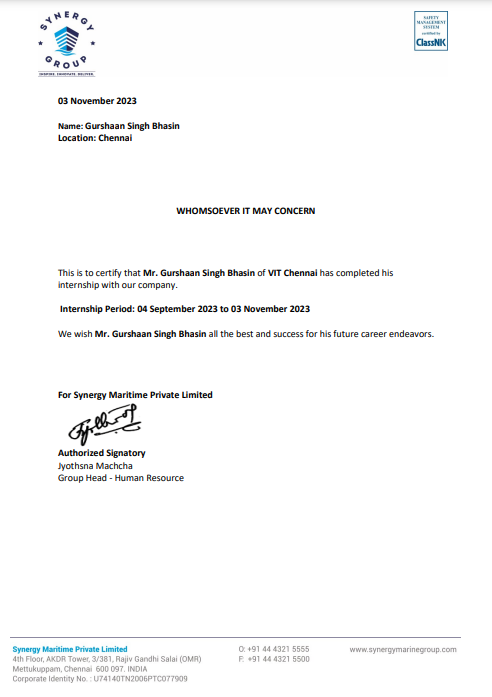 SYNERGY
GROUP
INSPIRE. INNOVATE. DELIVER.
SAFETY
MANAGEMENT
SYSTEM
certified by
ClassNK
03 November 2023
Name: Gurshaan Singh Bhasin
Location: Chennai
WHOMSOEVER IT MAY CONCERN
This is to certify that Mr. Gurshaan Singh Bhasin of VIT Chennai has completed his
internship with our company.
Internship Period: 04 September 2023 to 03 November 2023
We wish Mr. Gurshaan Singh Bhasin all the best and success for his future career endeavors.
For Synergy Maritime Private Limited
Authorized Signatory
Jyothsna Machcha
Group Head - Human Resource
Synergy Maritime Private Limited
4th Floor, AKDR Tower, 3/381, Rajiv Gandhi Salai (OMR)
Mettukuppam, Chennai 600 097. INDIA
Corporate Identity No. : U74140TN2006PTC077909
O: +91 44 4321 5555
F: +91 44 4321 5500
www.synergymarinegroup.com